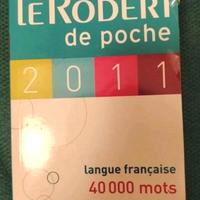 LE ROBERT
de poche
2011
langue française
40 000 mots